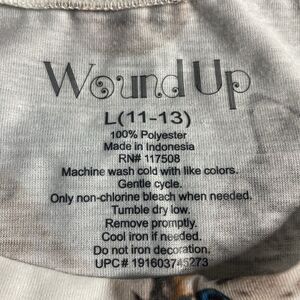 Wound Up
L(11-13)
100% Polyester
Made in Indonesia
RN# 117508
Machine wash cold with like colors.
Gentle cycle.
Only non-chlorine bleach when needed.
Tumble dry low.
Remove promptly.
Cool iron if needed.
Do not iron decoration.
UPC# 191603745273